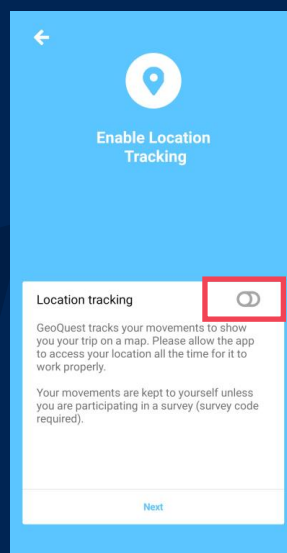 Enable Location
Tracking
Location tracking
GeoQuest tracks your movements to show
you your trip on a map. Please allow the app
to access your location all the time for it to
work properly.
Your movements are kept to yourself unless
you are participating in a survey (survey code
required).
Next